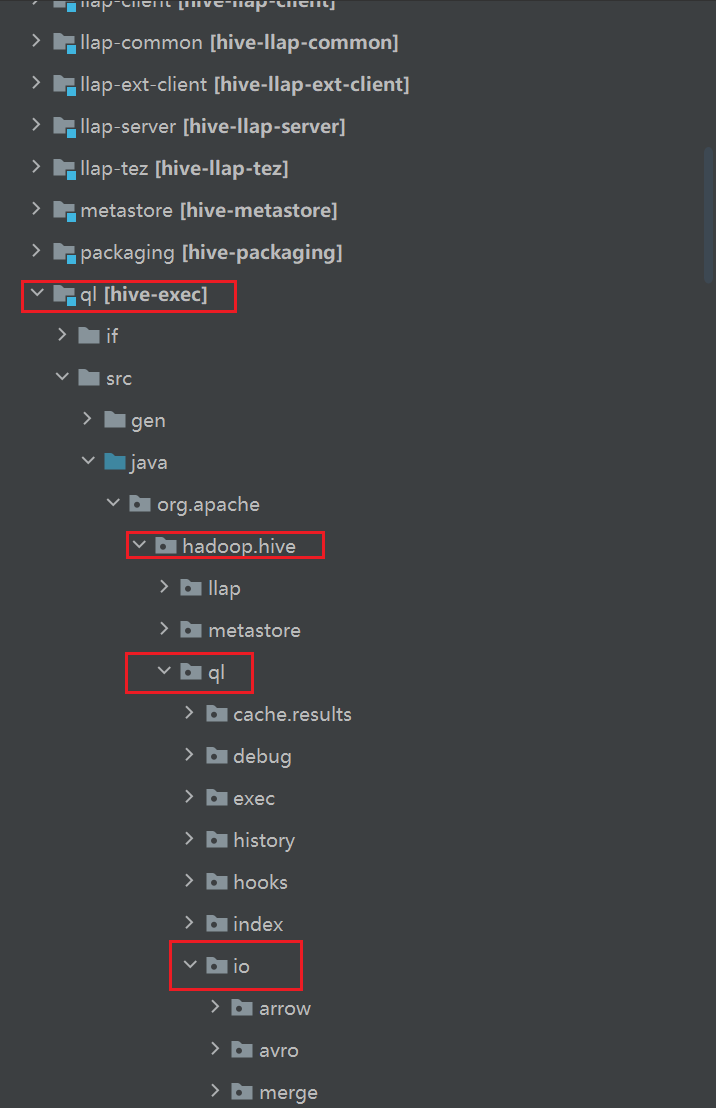 llap-client [hive-llap-client]
llap-common [hive-llap-common]
llap-ext-client [hive-llap-ext-client]
llap-server [hive-llap-server]
llap-tez [hive-llap-tez]
metastore [hive-metastore]
packaging [hive-packaging]
ql [hive-exec]
if
src
gen
java
org.apache
hadoop.hive
llap
metastore
ql
cache.results
debug
exec
history
hooks
index
io
arrow
avro
merge